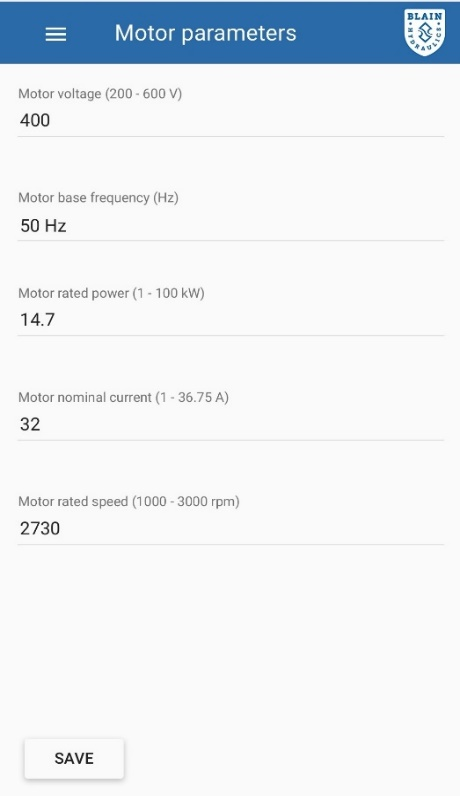 Motor parameters
BLAIN
HYDRAULICS
Motor voltage (200 - 600 V)
400
Motor base frequency (Hz)
50 Hz
Motor rated power (1 - 100 kW)
14.7
Motor nominal current (1 - 36.75 A)
32
Motor rated speed (1000 - 3000 rpm)
2730
SAVE